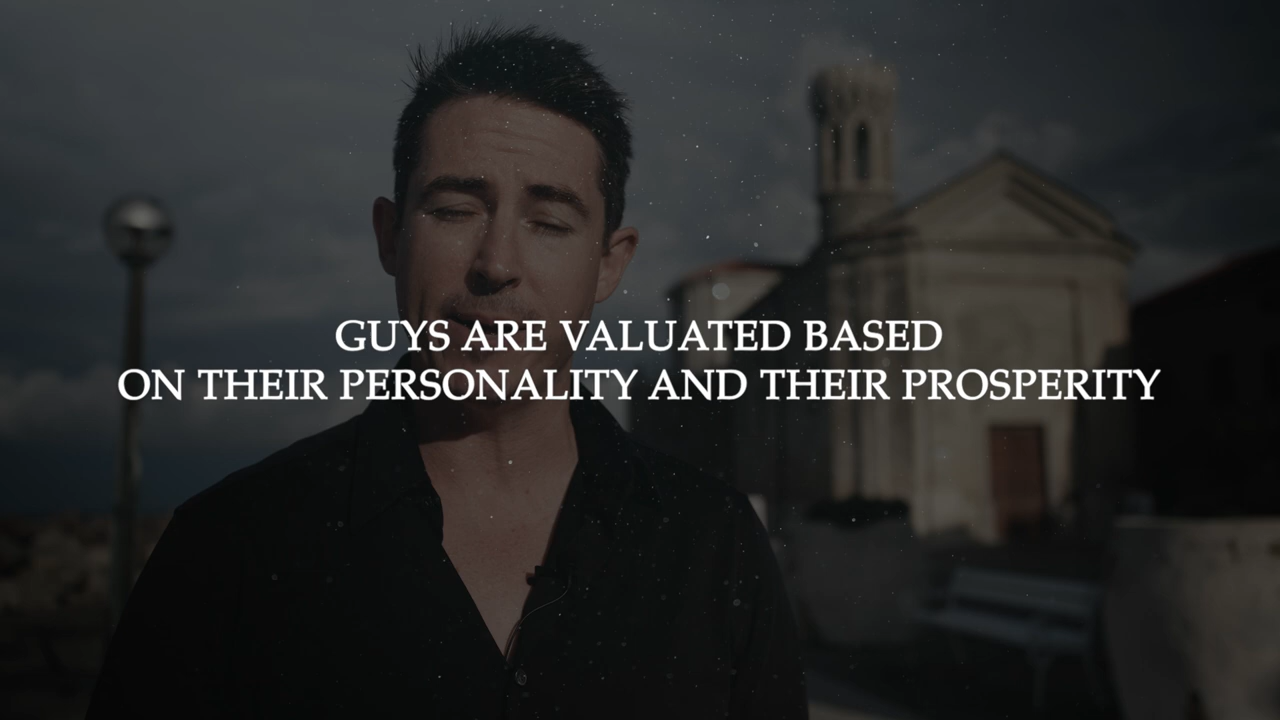 GUYS ARE VALUATED BASED
ON THEIR PERSONALITY AND THEIR PROSPERITY